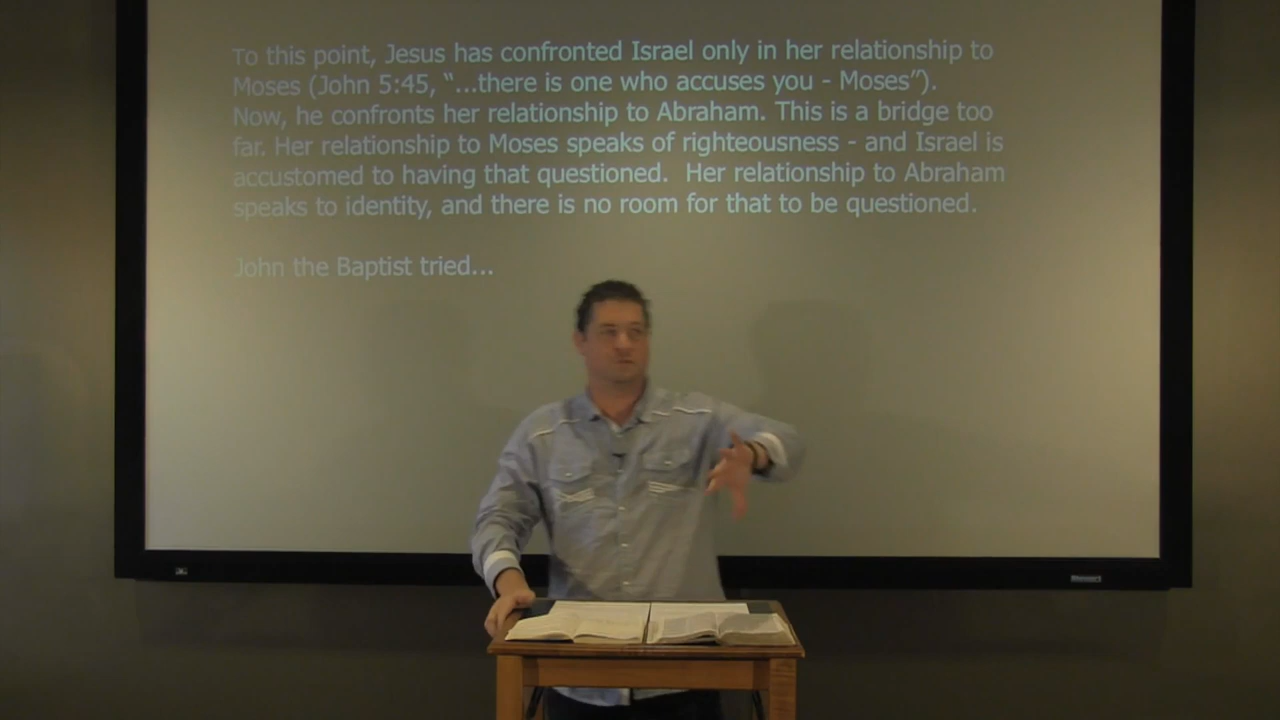 To this point, Jesus has confronted Israel only in her relationship to
Moses (John 5:45, “...there is one who accuses you - Moses”).
Now, he confronts her relationship to Abraham. This is a bridge too
far. Her relationship to Moses speaks of righteousness - and Israel is
accustomed to having that questioned.  Her relationship to Abraham
speaks to identity, and there is no room for that to be questioned.
John the Baptist tried...